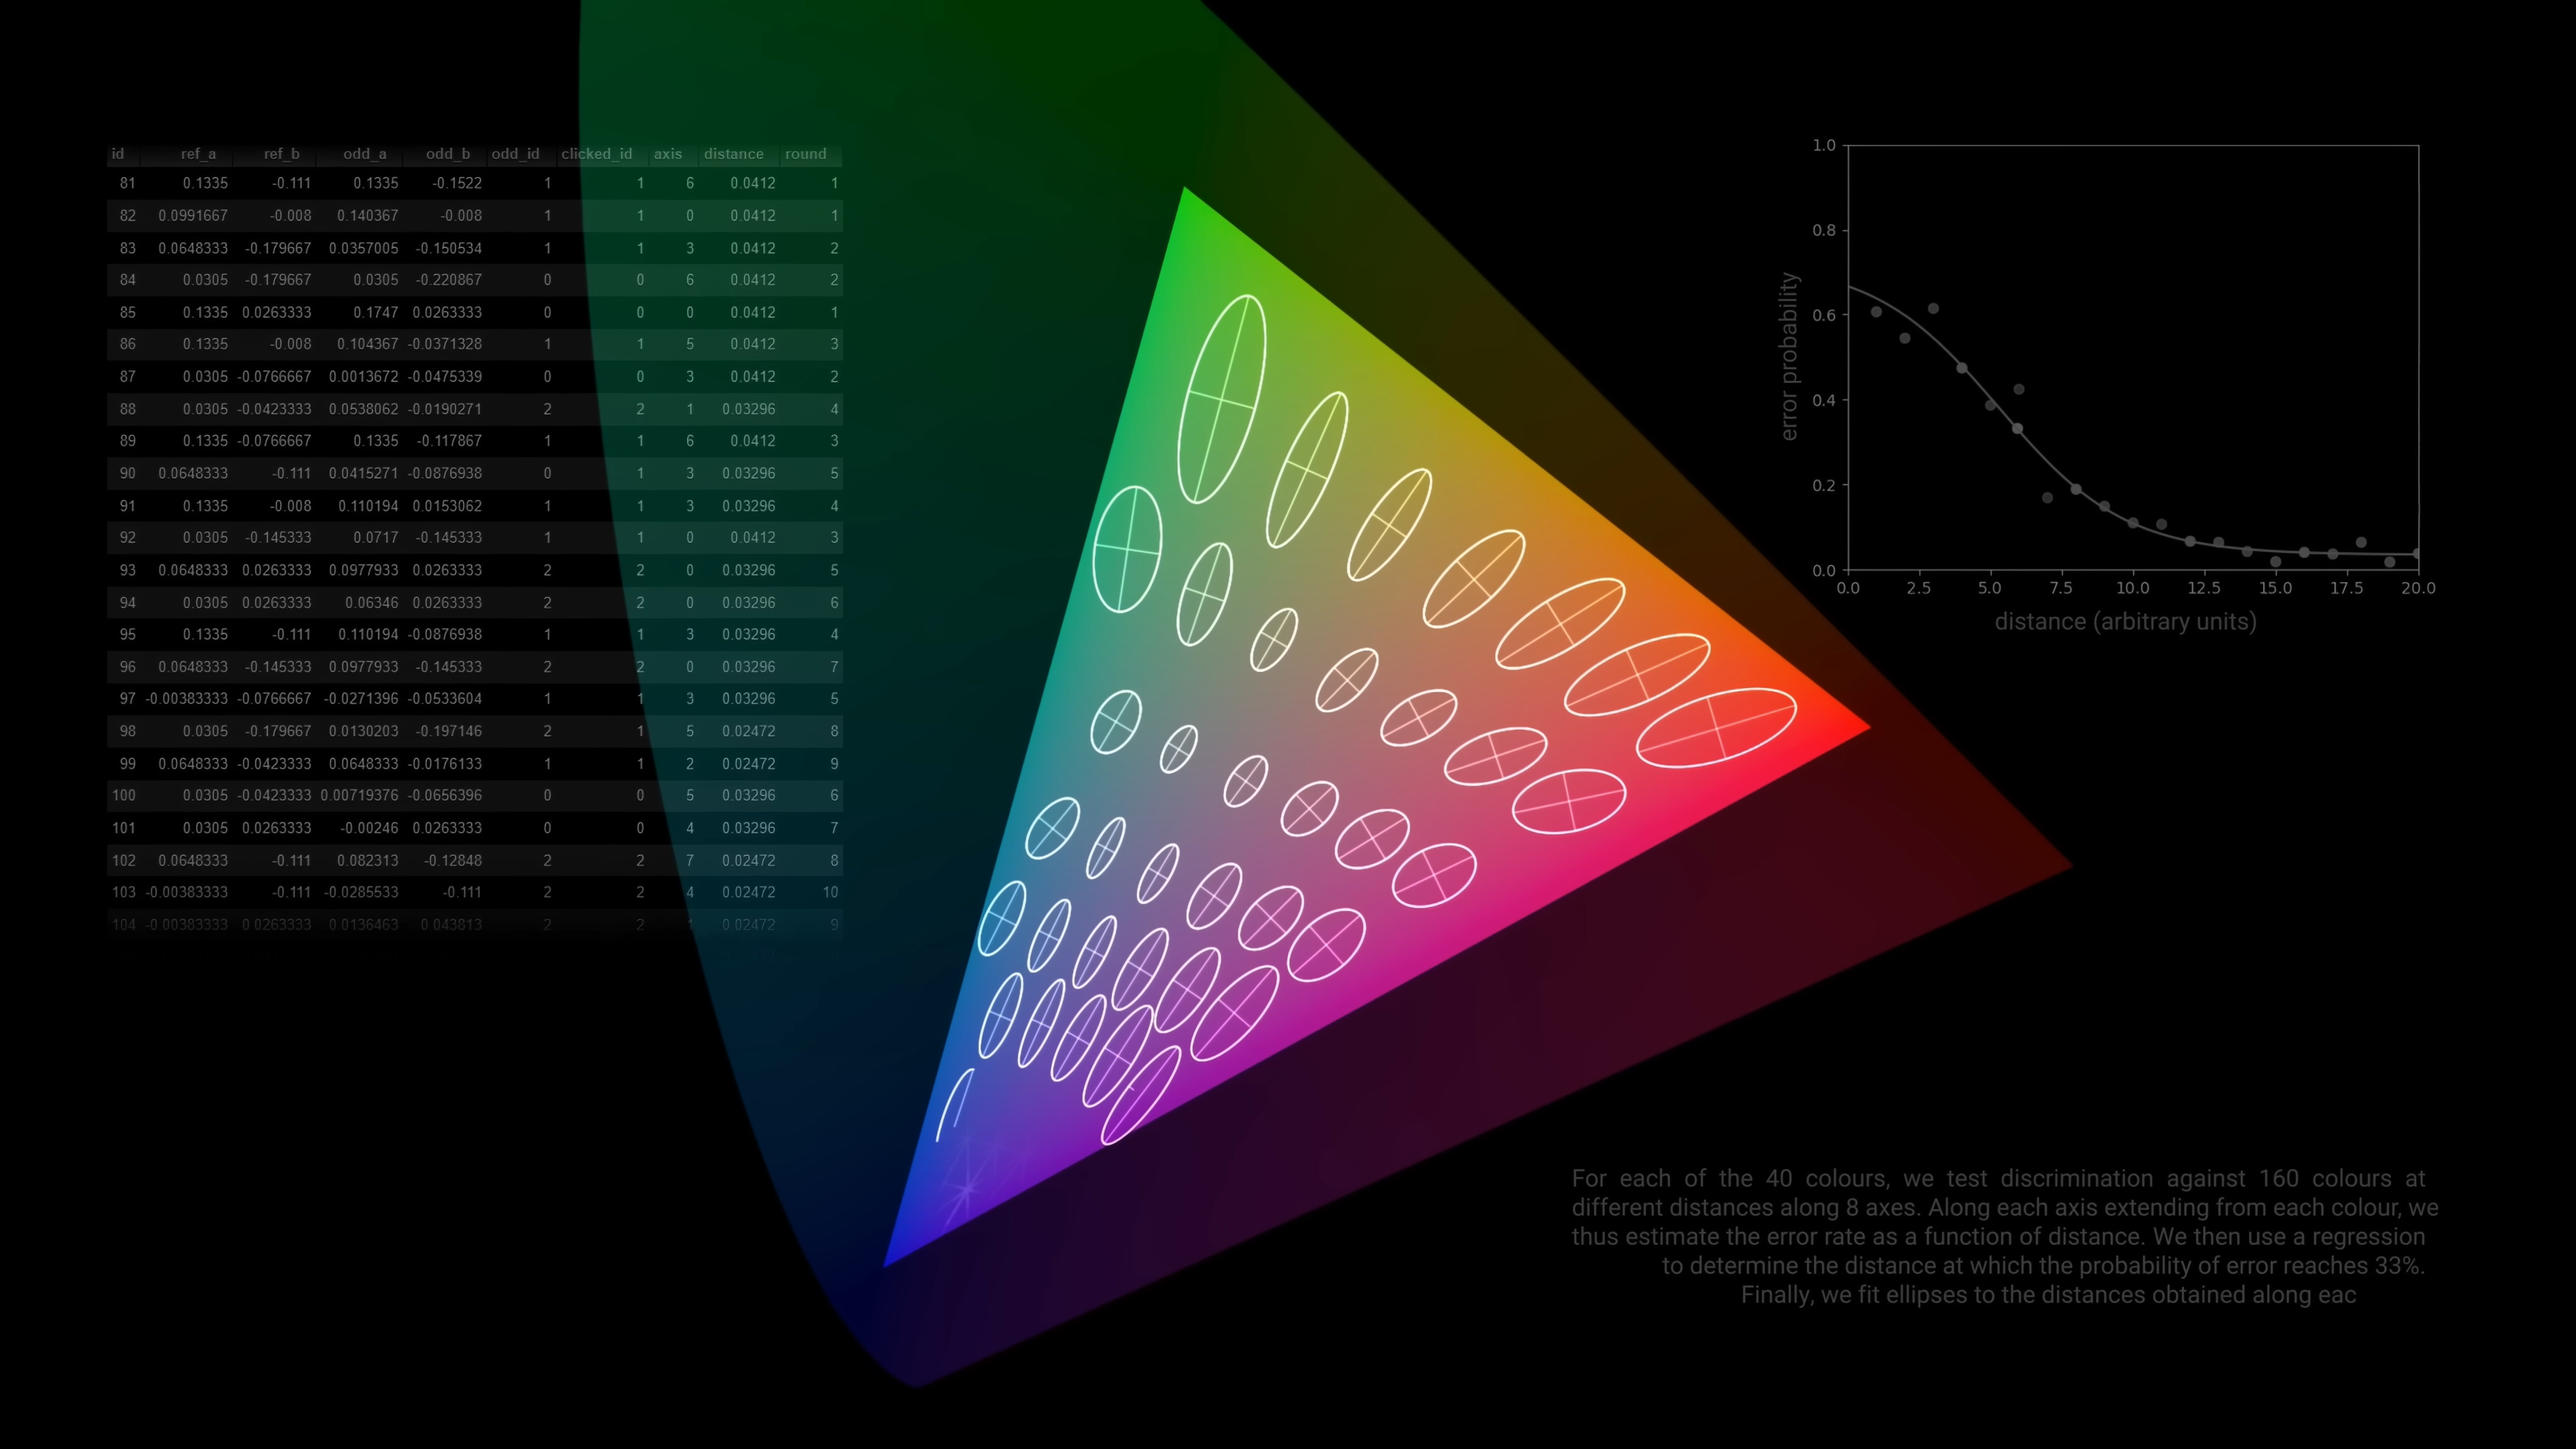 id ref_a ref_b odd_a odd_b odd_id clicked_id axis distance round
81 0.1335 -0.111 0.1335 -0.1522 1 1 6 0.0412 1
82 0.0991667 -0.008 0.140367 -0.008 1 1 0 0.0412 1
83 0.0648333 -0.179667 0.0357005 -0.150534 1 1 3 0.0412 2
84 0.0305 -0.179667 0.0305 -0.220867 0 0 6 0.0412 2
85 0.1335 0.0263333 0.1747 0.0263333 0 0 0 0.0412 1
86 0.1335 -0.008 0.104367 -0.0371328 1 1 5 0.0412 3
87 0.0305 -0.0766667 0.0013672 -0.0475339 0 0 3 0.0412 2
88 0.0305 -0.0423333 0.0538062 -0.0190271 2 2 1 0.03296 4
89 0.1335 -0.0766667 0.1335 -0.117867 1 1 6 0.0412 3
90 0.0648333 -0.111 0.0415271 -0.0876938 0 1 3 0.03296 5
91 0.1335 -0.008 0.110194 0.0153062 1 1 3 0.03296 4
92 0.0305 -0.145333 0.0717 -0.145333 1 1 0 0.0412 3
93 0.0648333 0.0263333 0.0977933 0.0263333 2 2 0 0.03296 5
94 0.0305 0.0263333 0.06346 0.0263333 2 2 0 0.03296 6
95 0.1335 -0.111 0.110194 -0.0876938 1 1 3 0.03296 4
96 0.0648333 -0.145333 0.0977933 -0.145333 2 2 0 0.03296 7
97 -0.00383333 -0.0766667 -0.0271396 -0.0533604 1 1 3 0.03296 5
98 0.0305 -0.179667 0.0130203 -0.197146 2 1 5 0.02472 8
99 0.0648333 -0.0423333 0.0648333 -0.0176133 1 1 2 0.02472 9
100 0.0305 -0.0423333 0.00719376 -0.0656396 0 0 5 0.03296 6
101 0.0305 0.0263333 -0.00246 0.0263333 0 0 4 0.03296 7
102 0.0648333 -0.111 0.082313 -0.12848 2 2 7 0.02472 8
103 -0.00383333 -0.111 -0.0285533 -0.111 2 2 4 0.02472 10
104 -0.00383333 0.0263333 0.0136463 0.043813 2 2 1 0.02472 9
1.0
0.8
0.6
0.4
0.2
0.0
error probability
0.0 2.5 5.0 7.5 10.0 12.5 15.0 17.5 20.0
distance (arbitrary units)
For each of the 40 colours, we test discrimination against 160 colours at
different distances along 8 axes. Along each axis extending from each colour, we
thus estimate the error rate as a function of distance. We then use a regression
to determine the distance at which the probability of error reaches 33%.
Finally, we fit ellipses to the distances obtained along eac